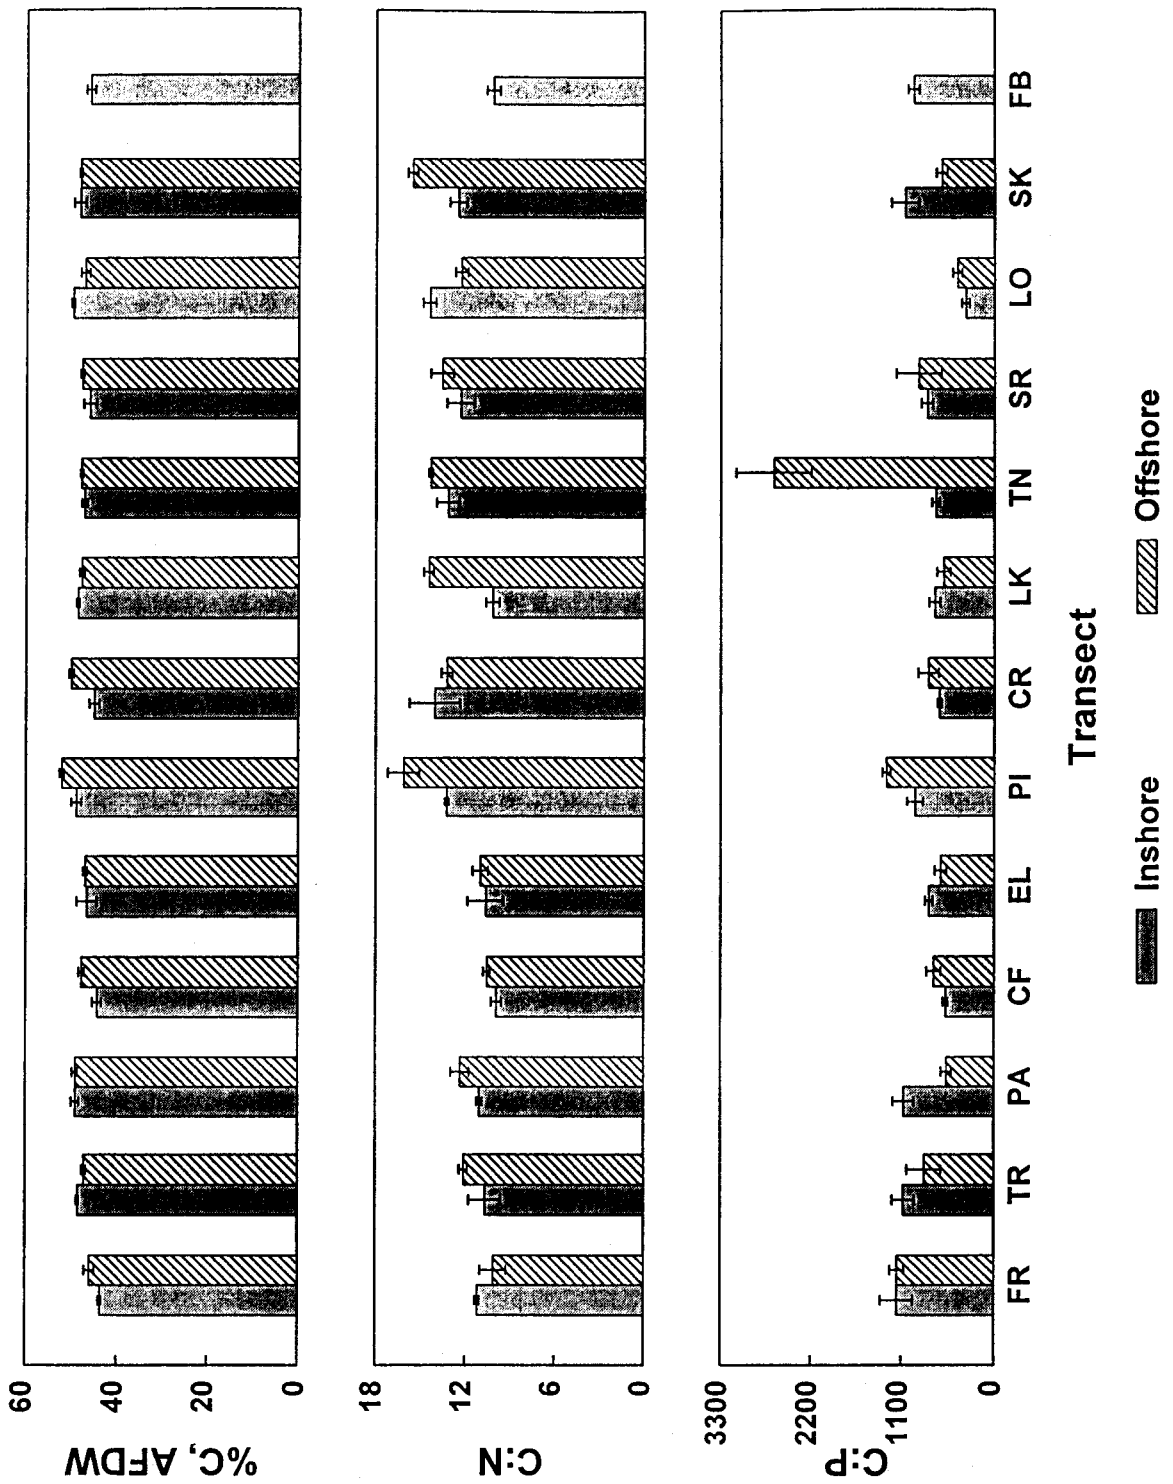 %C, AFDW
60
40
20
0
C:N
18
12
6
0
C:P
3300
2200
1100
0
FR TR PA CF EL PI CR LK TN SR LO SK FB
Transect
Inshore Offshore